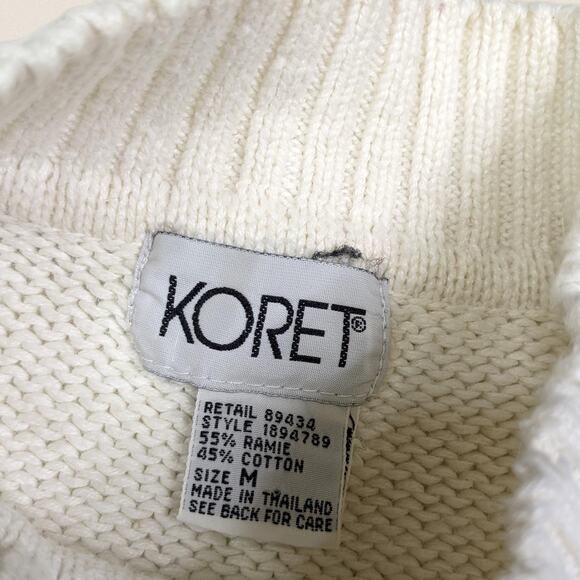 KORET®
RETAIL 89434
STYLE 1894789
55% RAMIE
45% COTTON
SIZE M
MADE IN THAILAND
SEE BACK FOR CARE